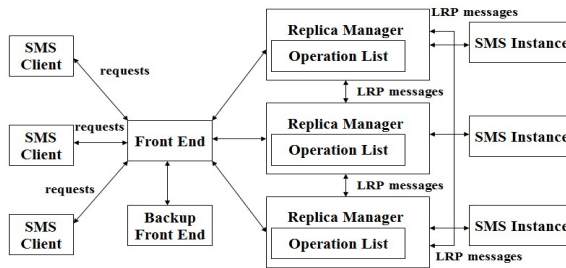 LRP messages
Replica Manager
Operation List
SMS Instance
SMS
Client
requests
LRP messages
Replica Manager
Operation List
SMS Instance
SMS
Client
requests
Front End
requests
LRP messages
Replica Manager
Operation List
SMS Instance
SMS
Client
Backup
Front End
LRP messages